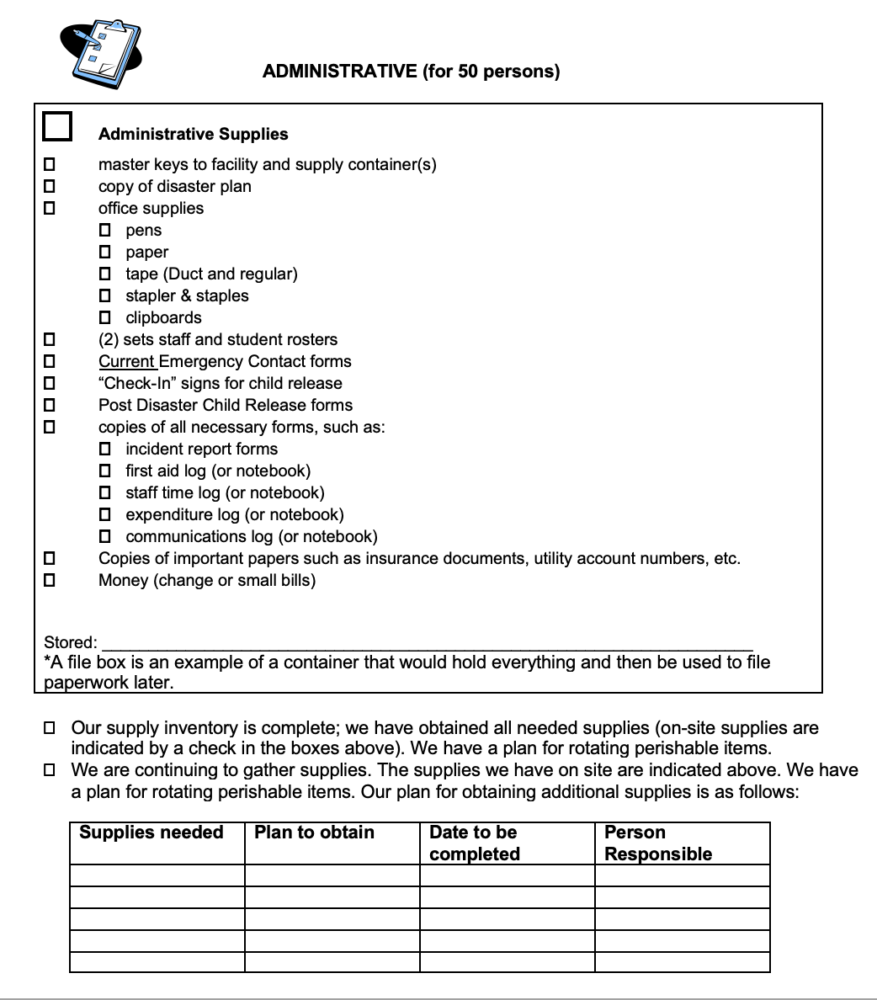 ADMINISTRATIVE (for 50 persons)
Administrative Supplies
master keys to facility and supply container(s)
copy of disaster plan
office supplies
pens
paper
tape (Duct and regular)
stapler & staples
clipboards
(2) sets staff and student rosters
Current Emergency Contact forms
“Check-In” signs for child release
Post Disaster Child Release forms
copies of all necessary forms, such as:
incident report forms
first aid log (or notebook)
staff time log (or notebook)
expenditure log (or notebook)
communications log (or notebook)
Copies of important papers such as insurance documents, utility account numbers, etc.
Money (change or small bills)
Stored: ______________________________________________________________________
*A file box is an example of a container that would hold everything and then be used to file
paperwork later.
Our supply inventory is complete; we have obtained all needed supplies (on-site supplies are
indicated by a check in the boxes above). We have a plan for rotating perishable items.
We are continuing to gather supplies. The supplies we have on site are indicated above. We have
a plan for rotating perishable items. Our plan for obtaining additional supplies is as follows:
Supplies needed Plan to obtain Date to be Person
completed Responsible